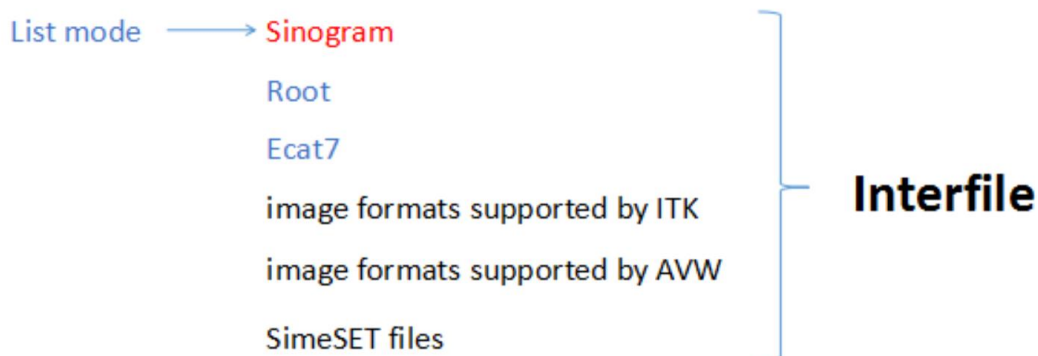 List mode Sinogram
Root
Ecat7
image formats supported by ITK
Interfile
image formats supported by AVW
SimeSET files